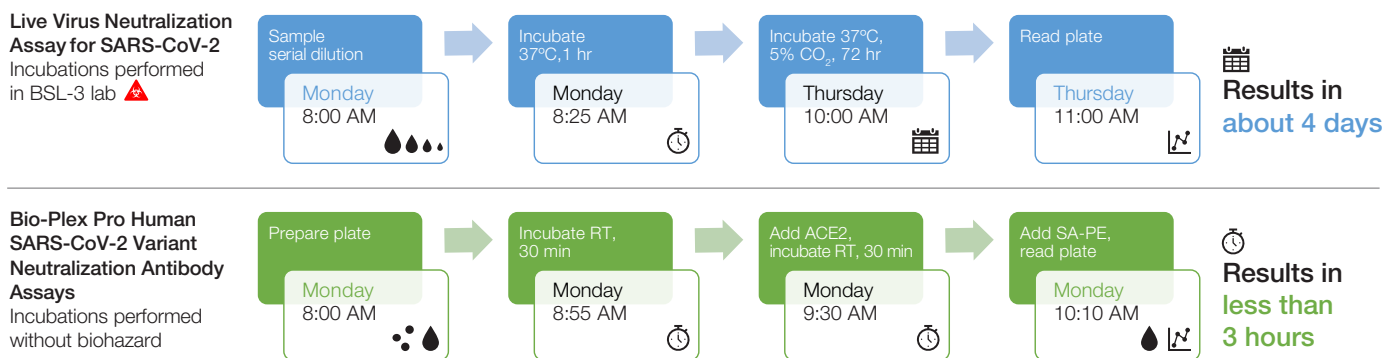 Live Virus Neutralization
Assay for SARS-CoV-2
Incubations performed
in BSL-3 lab
Sample
serial dilution
Monday
8:00 AM
Incubate
37ºC,1 hr
Monday
8:25 AM
Incubate 37ºC,
5% CO₂, 72 hr
Thursday
10:00 AM
Read plate
Thursday
11:00 AM
Results in
about 4 days
Bio-Plex Pro Human
SARS-CoV-2 Variant
Neutralization Antibody
Assays
Incubations performed
without biohazard
Prepare plate
Monday
8:00 AM
Incubate RT,
30 min
Monday
8:55 AM
Add ACE2,
incubate RT, 30 min
Monday
9:30 AM
Add SA-PE,
read plate
Monday
10:10 AM
Results in
less than
3 hours